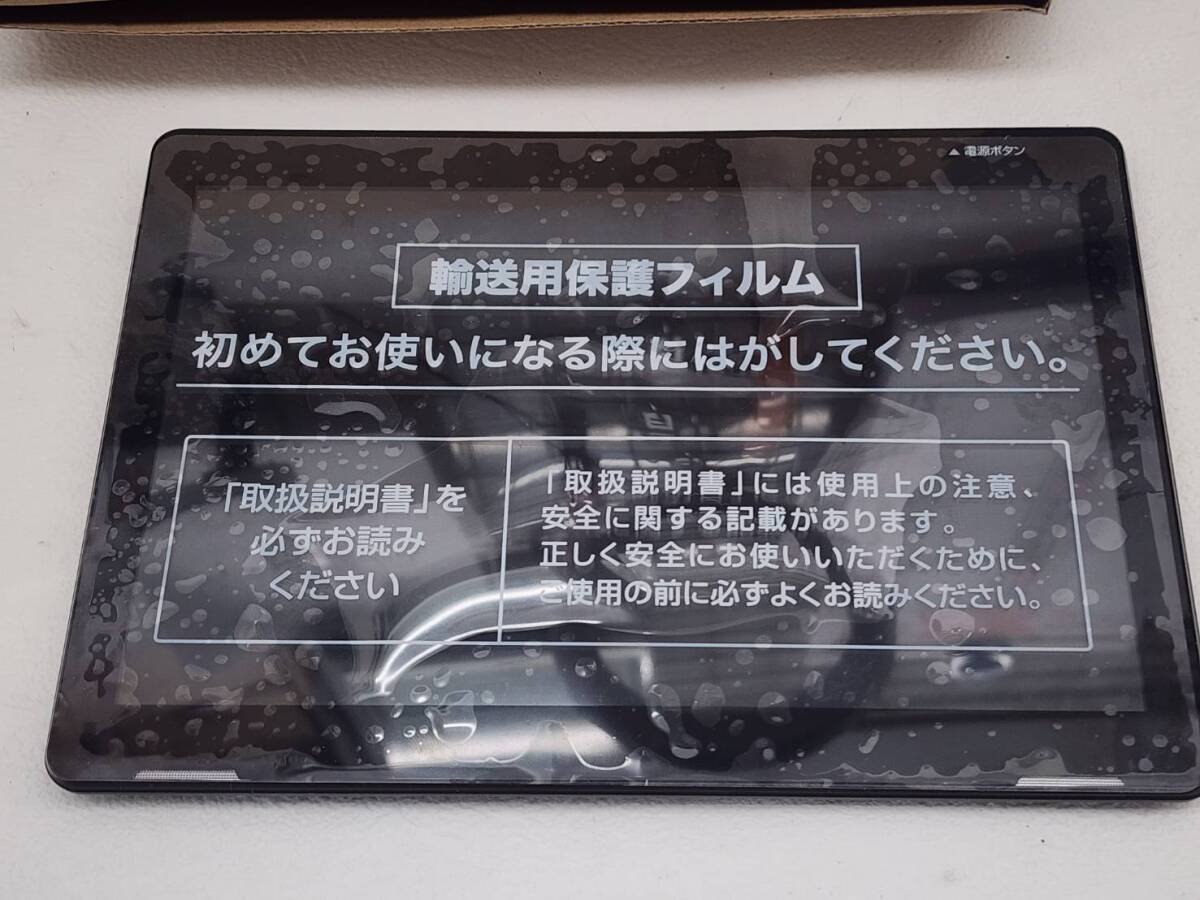 ▲ 電源ボタン
輸送用保護フィルム
初めてお使いになる際にはがしてください。
「取扱説明書」を
必ずお読み
ください
「取扱説明書」には使用上の注意、
安全に関する記載があります。
正しく安全にお使いいただくために、
ご使用の前に必ずよくお読みください。